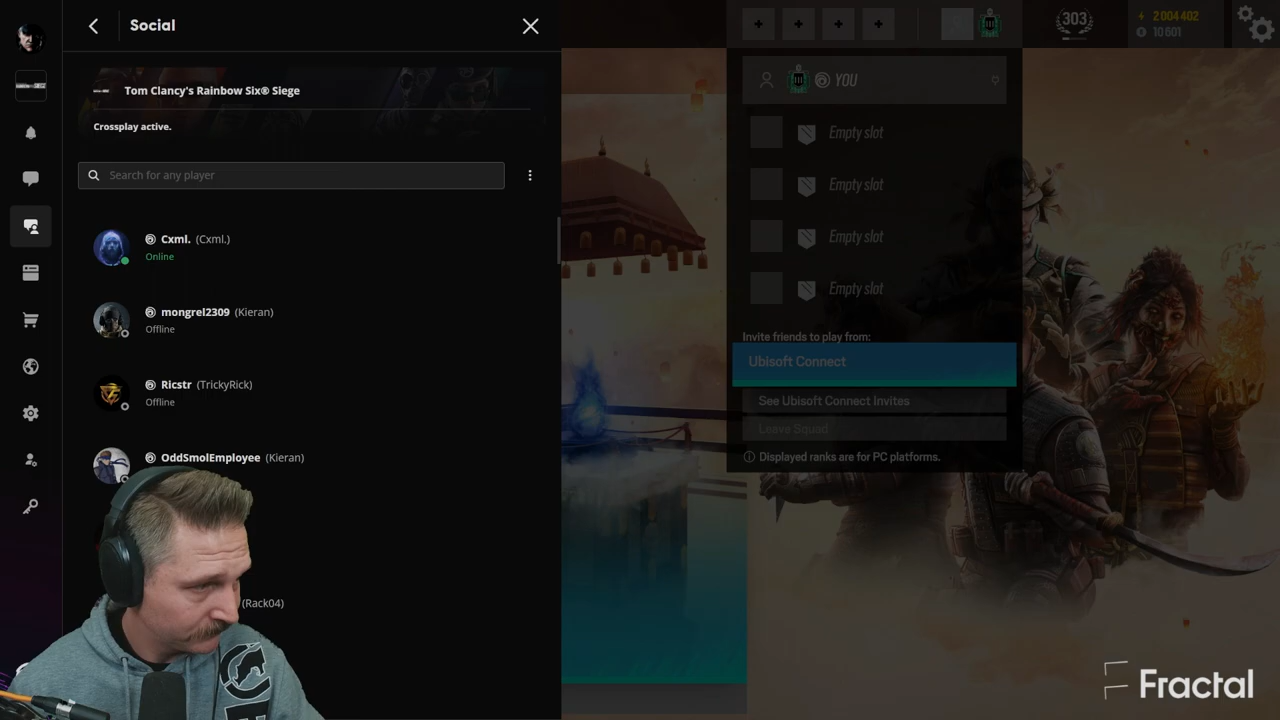 Social
Tom Clancy's Rainbow Six® Siege
Crossplay active.
Search for any player
Cxml. (Cxml.)
Online
mongrel2309 (Kieran)
Offline
Ricstr (TrickyRick)
Offline
OddSmolEmployee (Kieran)
(Rack04)
303
2 004 402
10 601
YOU
Empty slot
Empty slot
Empty slot
Empty slot
Invite friends to play from:
Ubisoft Connect
See Ubisoft Connect Invites
Leave Squad
Displayed ranks are for PC platforms.
Fractal